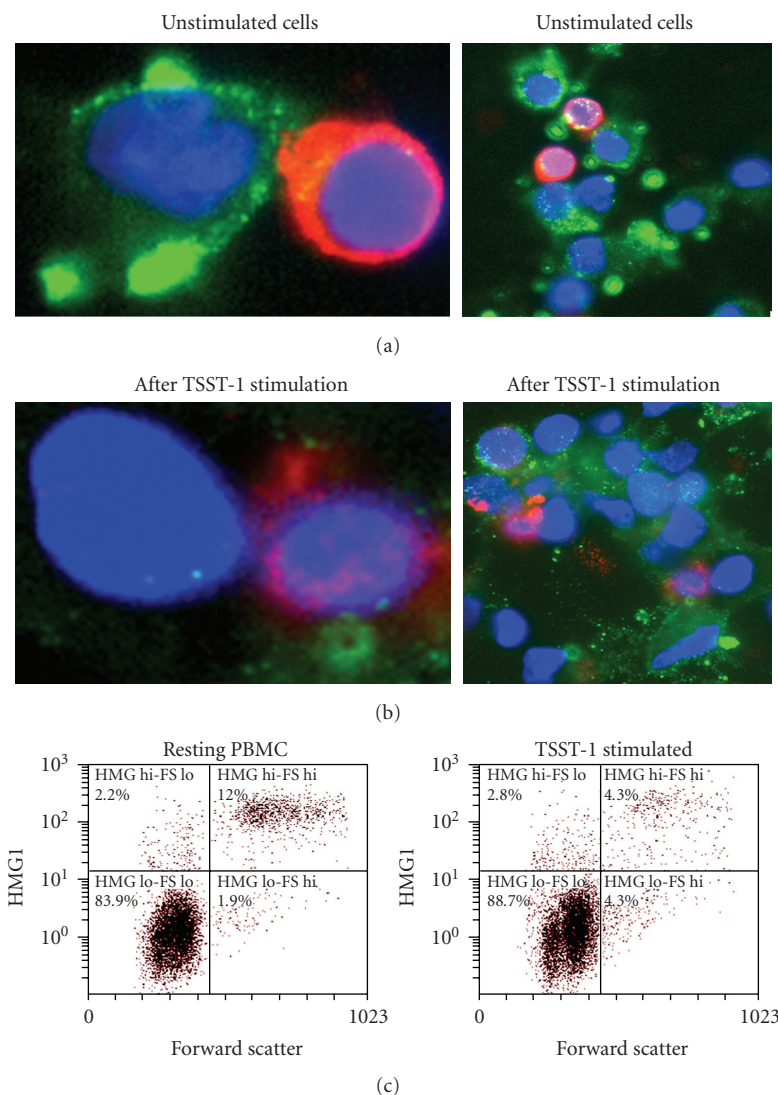 Unstimulated cells
Unstimulated cells
(a)
After TSST-1 stimulation
After TSST-1 stimulation
(b)
Resting PBMC
HMG hi-FS lo
2.2%
HMG hi-FS hi
12%
HMG lo-FS lo
83.9%
HMG lo-FS hi
1.9%
10³
10²
10¹
10⁰
HMG1
0
1023
Forward scatter
TSST-1 stimulated
HMG hi-FS lo
2.8%
HMG hi-FS hi
4.3%
HMG lo-FS lo
88.7%
HMG lo-FS hi
4.3%
10³
10²
10¹
10⁰
HMG1
0
1023
Forward scatter
(c)